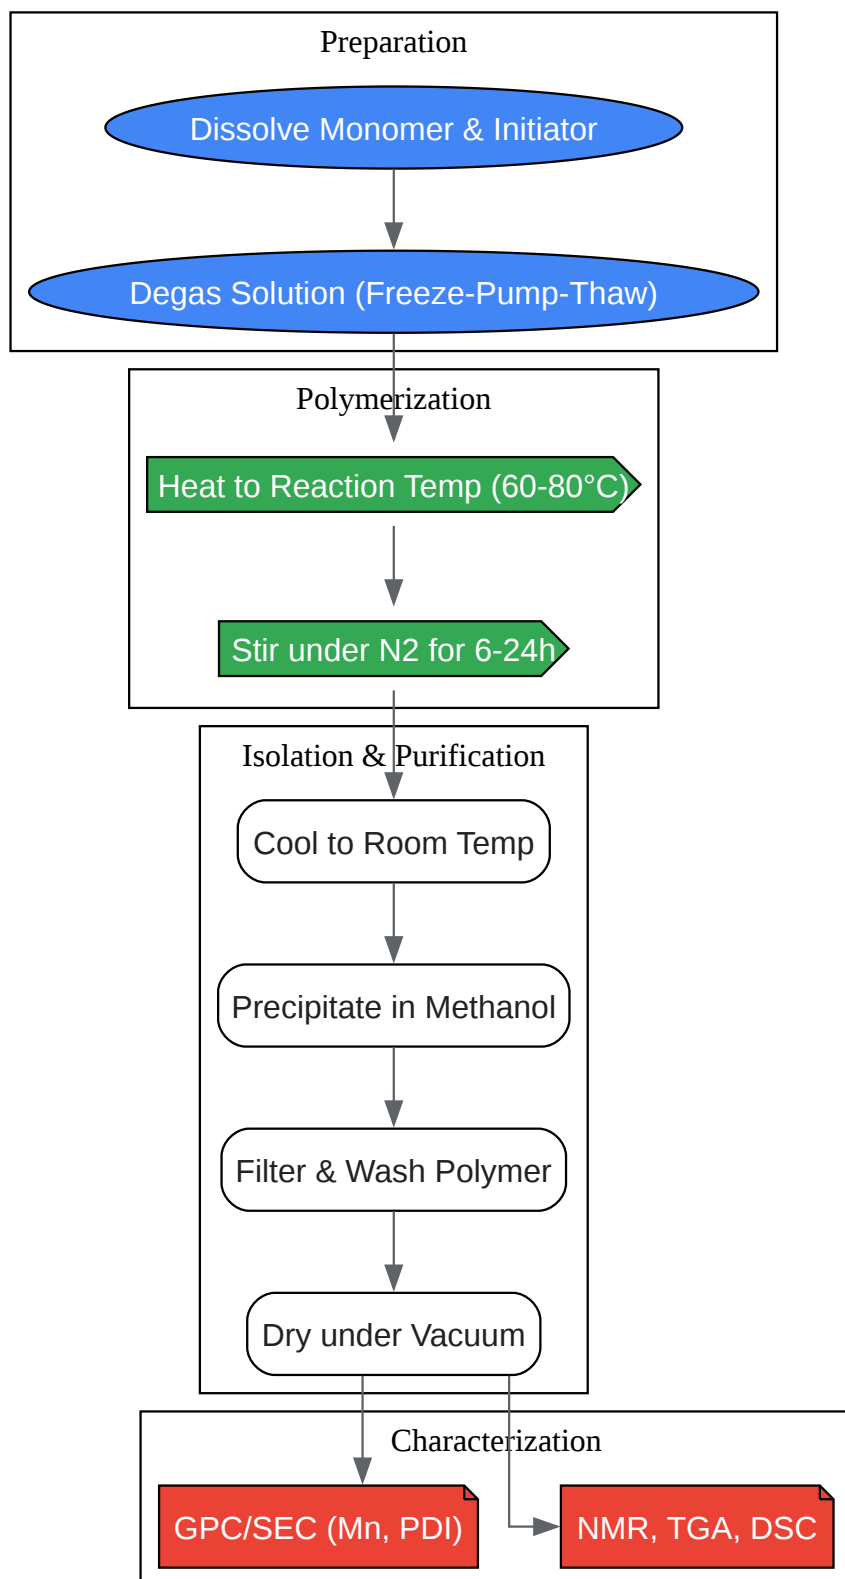 Preparation
Dissolve Monomer & Initiator
Degas Solution (Freeze-Pump-Thaw)
Polymerization
Heat to Reaction Temp (60-80°C)
Stir under N2 for 6-24h
Isolation & Purification
Cool to Room Temp
Precipitate in Methanol
Filter & Wash Polymer
Dry under Vacuum
Characterization
GPC/SEC (Mn, PDI)
NMR, TGA, DSC